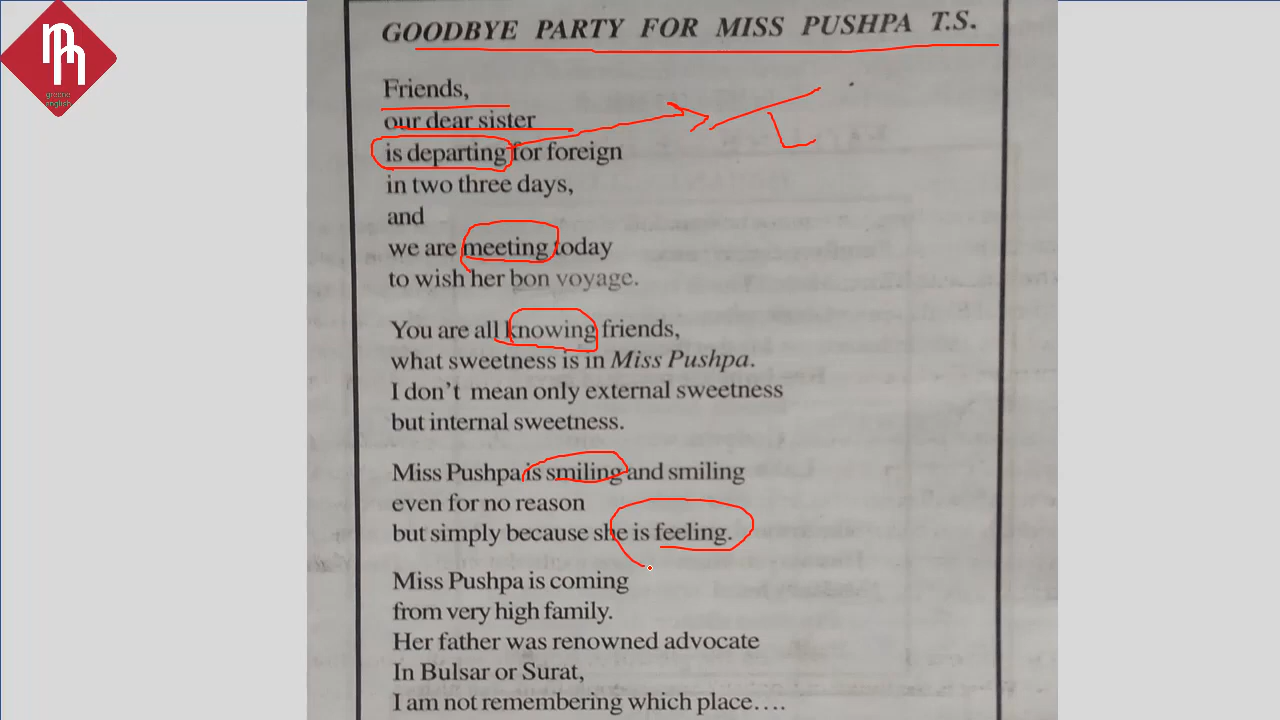 greene
english
GOODBYE PARTY FOR MISS PUSHPA T.S.
Friends,
our dear sister
is departing for foreign
in two three days,
and
we are meeting today
to wish her bon voyage.
You are all knowing friends,
what sweetness is in Miss Pushpa.
I don't mean only external sweetness
but internal sweetness.
Miss Pushpa is smiling and smiling
even for no reason
but simply because she is feeling.
Miss Pushpa is coming
from very high family.
Her father was renowned advocate
In Bulsar or Surat,
I am not remembering which place....